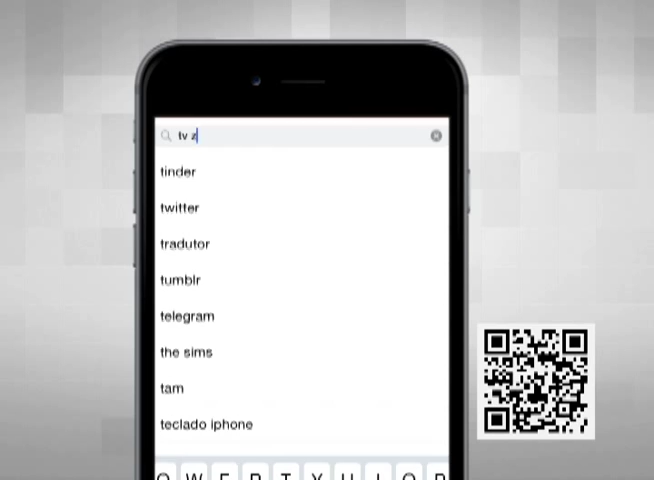 tv z
tinder
twitter
tradutor
tumblr
telegram
the sims
tam
teclado iphone
Q W E R T Y U I O P